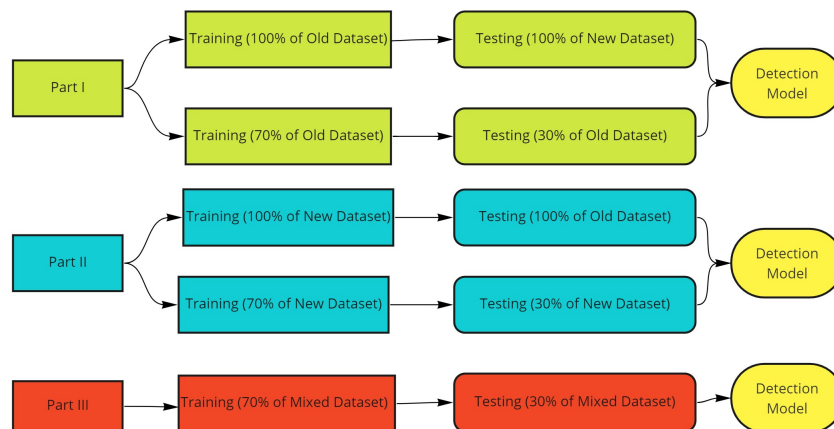 Training (100% of Old Dataset)
Testing (100% of New Dataset)
Part I
Detection
Model
Training (70% of Old Dataset)
Testing (30% of Old Dataset)
Training (100% of New Dataset)
Testing (100% of Old Dataset)
Part II
Detection
Model
Training (70% of New Dataset)
Testing (30% of New Dataset)
Part III
Training (70% of Mixed Dataset)
Testing (30% of Mixed Dataset)
Detection
Model